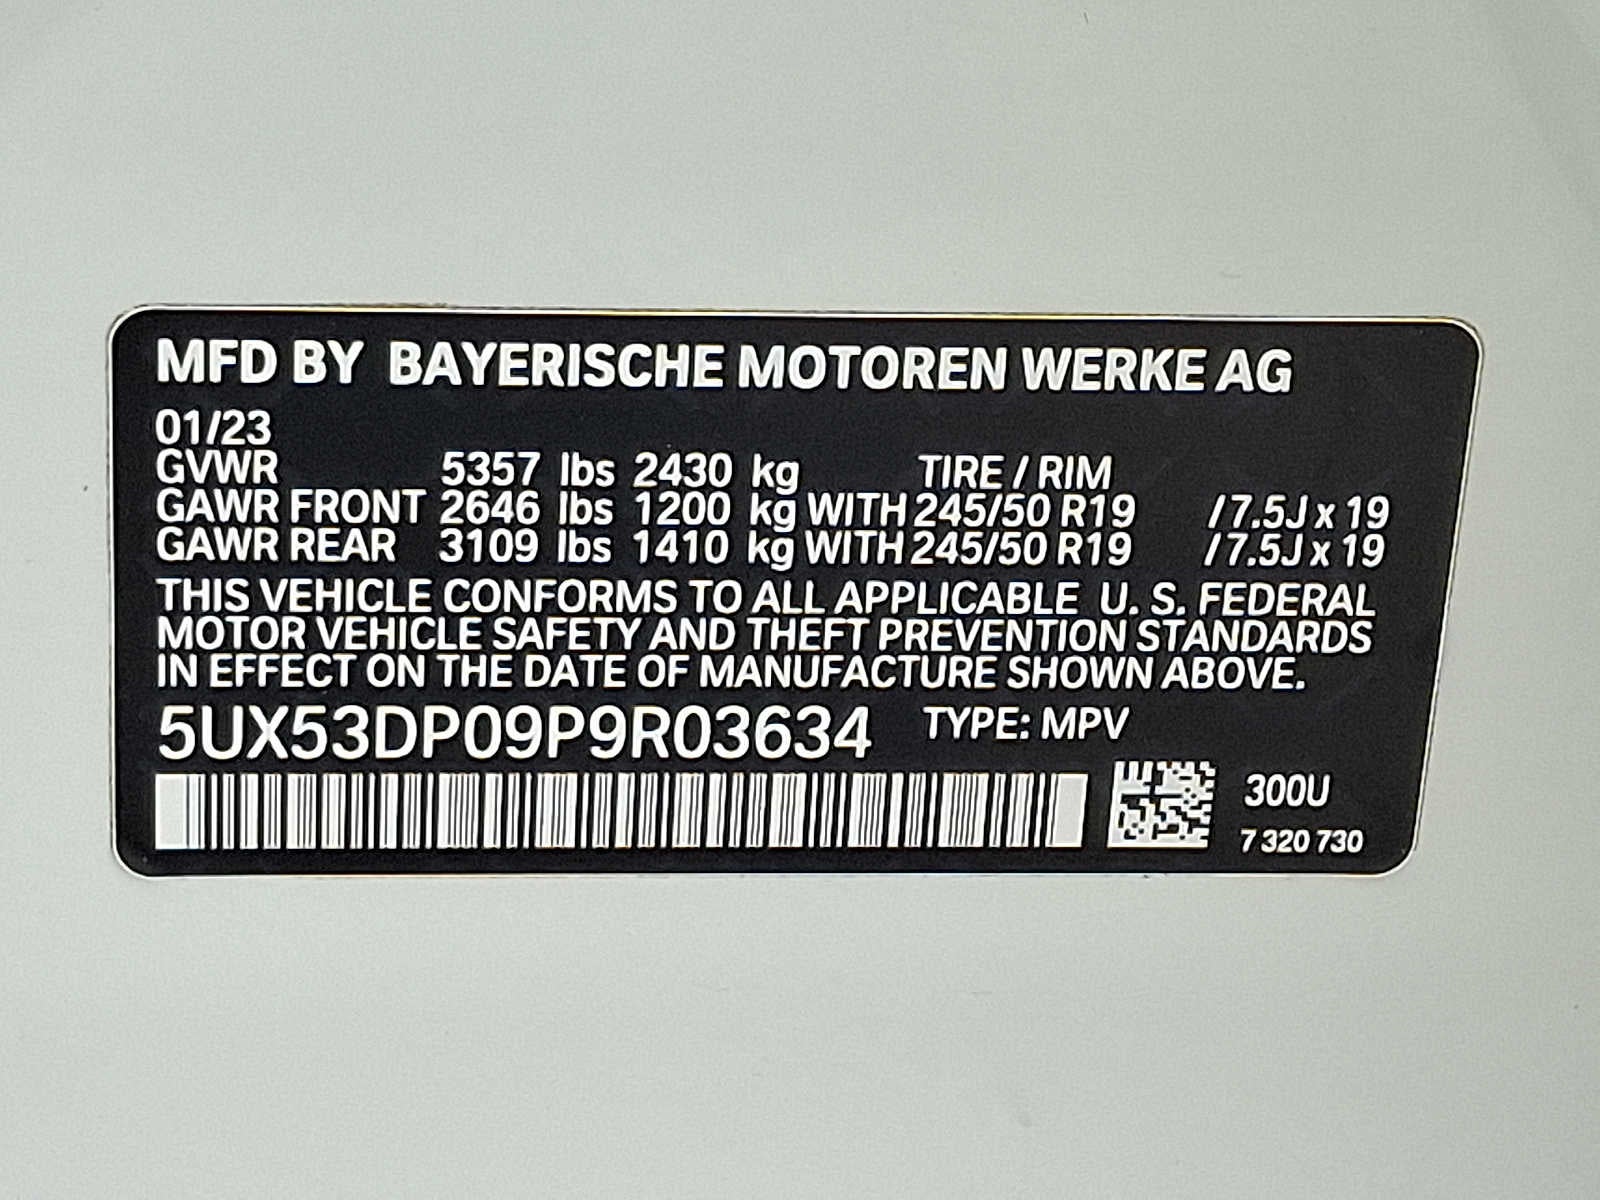 MFD BY BAYERISCHE MOTOREN WERKE AG
01/23
GVWR 5357 lbs 2430 kg TIRE / RIM
GAWR FRONT 2646 lbs 1200 kg WITH 245/50 R19 / 7.5J x 19
GAWR REAR 3109 lbs 1410 kg WITH 245/50 R19 / 7.5J x 19
THIS VEHICLE CONFORMS TO ALL APPLICABLE U. S. FEDERAL
MOTOR VEHICLE SAFETY AND THEFT PREVENTION STANDARDS
IN EFFECT ON THE DATE OF MANUFACTURE SHOWN ABOVE.
5UX53DP09P9R03634 TYPE: MPV
300U
7 320 730